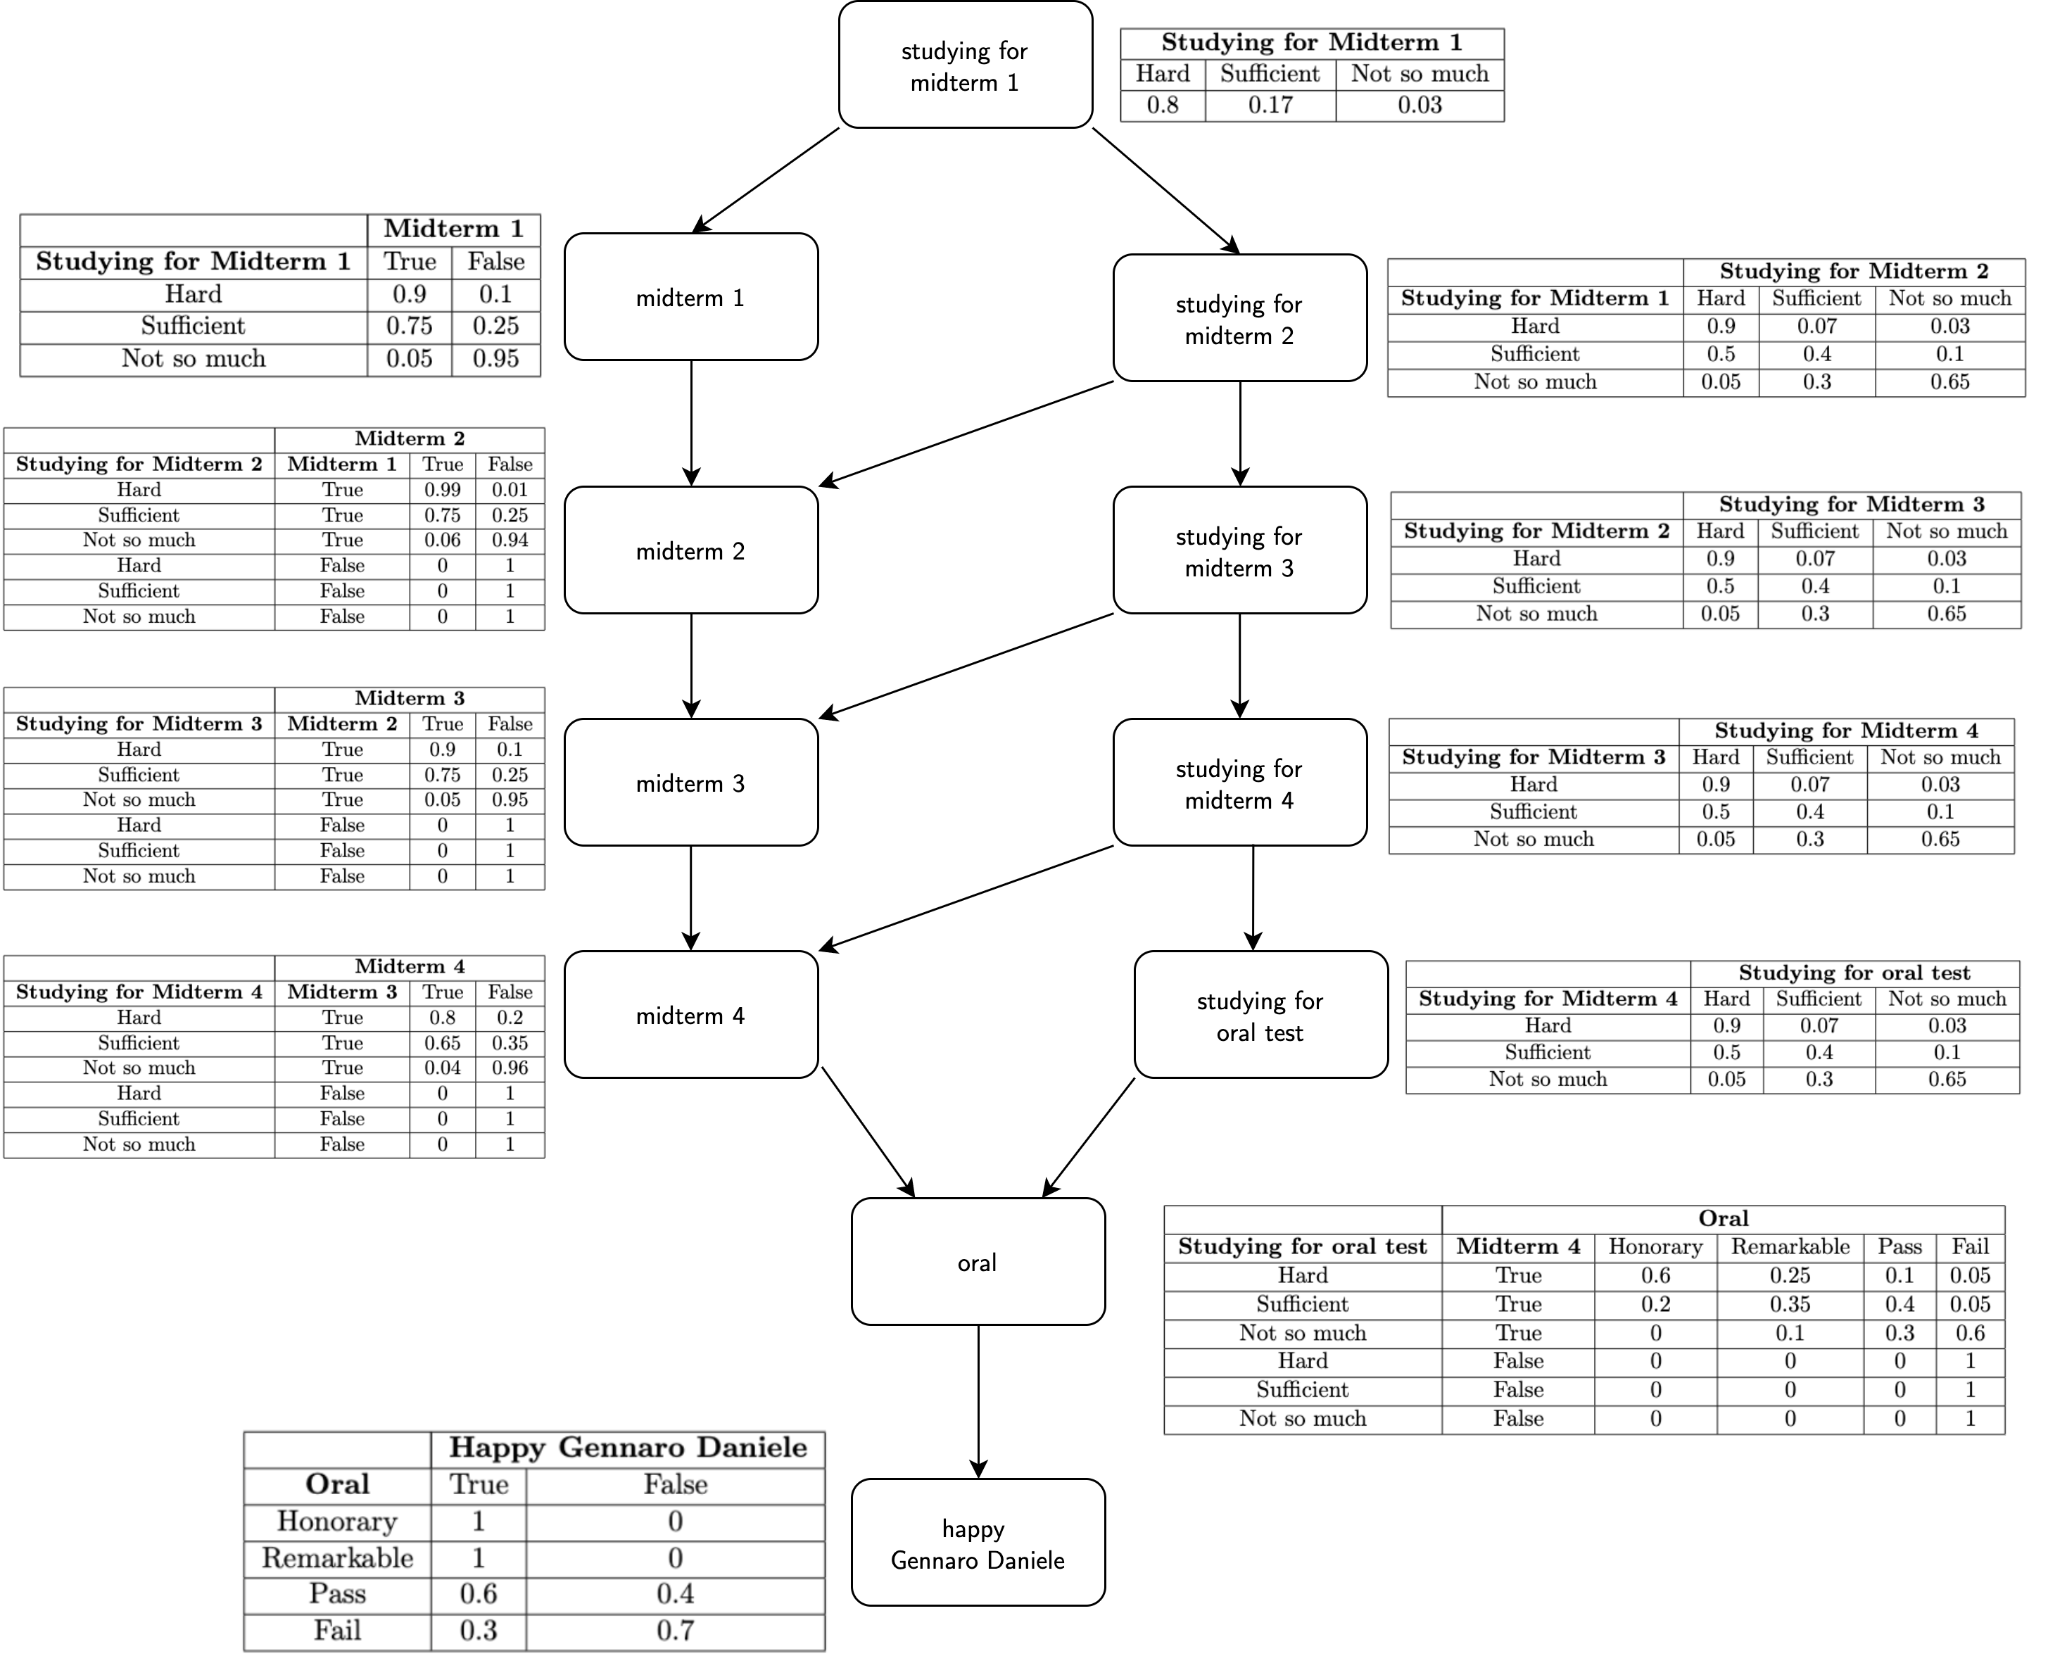 studying for
midterm 1
Studying for Midterm 1
Hard Sufficient Not so much
0.8 0.17 0.03
Midterm 1
Studying for Midterm 1 True False
Hard 0.9 0.1
Sufficient 0.75 0.25
Not so much 0.05 0.95
midterm 1
studying for
midterm 2
Studying for Midterm 2
Studying for Midterm 1 Hard Sufficient Not so much
Hard 0.9 0.07 0.03
Sufficient 0.5 0.4 0.1
Not so much 0.05 0.3 0.65
Midterm 2
Studying for Midterm 2 Midterm 1 True False
Hard True 0.99 0.01
Sufficient True 0.75 0.25
Not so much True 0.06 0.94
Hard False 0 1
Sufficient False 0 1
Not so much False 0 1
midterm 2
studying for
midterm 3
Studying for Midterm 3
Studying for Midterm 2 Hard Sufficient Not so much
Hard 0.9 0.07 0.03
Sufficient 0.5 0.4 0.1
Not so much 0.05 0.3 0.65
Midterm 3
Studying for Midterm 3 Midterm 2 True False
Hard True 0.9 0.1
Sufficient True 0.75 0.25
Not so much True 0.05 0.95
Hard False 0 1
Sufficient False 0 1
Not so much False 0 1
midterm 3
studying for
midterm 4
Studying for Midterm 4
Studying for Midterm 3 Hard Sufficient Not so much
Hard 0.9 0.07 0.03
Sufficient 0.5 0.4 0.1
Not so much 0.05 0.3 0.65
Midterm 4
Studying for Midterm 4 Midterm 3 True False
Hard True 0.8 0.2
Sufficient True 0.65 0.35
Not so much True 0.04 0.96
Hard False 0 1
Sufficient False 0 1
Not so much False 0 1
midterm 4
studying for
oral test
Studying for oral test
Studying for Midterm 4 Hard Sufficient Not so much
Hard 0.9 0.07 0.03
Sufficient 0.5 0.4 0.1
Not so much 0.05 0.3 0.65
oral
Oral
Studying for oral test Midterm 4 Honorary Remarkable Pass Fail
Hard True 0.6 0.25 0.1 0.05
Sufficient True 0.2 0.35 0.4 0.05
Not so much True 0 0.1 0.3 0.6
Hard False 0 0 0 1
Sufficient False 0 0 0 1
Not so much False 0 0 0 1
Happy Gennaro Daniele
Oral True False
Honorary 1 0
Remarkable 1 0
Pass 0.6 0.4
Fail 0.3 0.7
happy
Gennaro Daniele